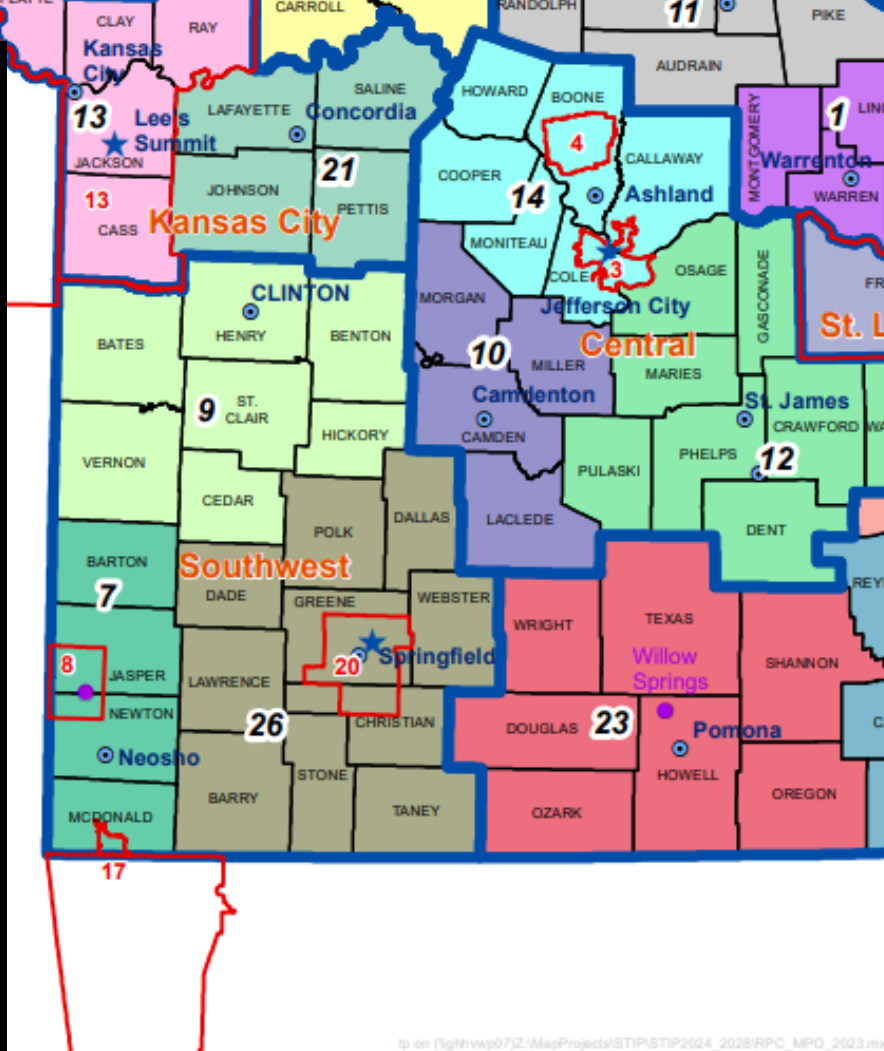 CARROLL
RANDOLPH
11
PIKE
CLAY
RAY
Kansas
City
AUDRAIN
SALINE
HOWARD
BOONE
LAFAYETTE
Concordia
13
Lee's
Summit
JACKSON
4
MONTGOMERY
1
CALLAWAY
Warrenton
WARREN
21
COOPER
14
Ashland
JOHNSON
PETTIS
13
CASS
Kansas City
MONITEAU
COLE
3
OSAGE
GASCONADE
Jefferson City
CLINTON
HENRY
BENTON
MORGAN
Central
BATES
10
MILLER
MARIES
Camdenton
CAMDEN
St. James
CRAWFORD
9
ST.
CLAIR
HICKORY
VERNON
PHELPS
12
PULASKI
CEDAR
DALLAS
LACLEDE
DENT
POLK
BARTON
Southwest
DADE
7
GREENE
WEBSTER
WRIGHT
TEXAS
8
JASPER
20
Springfield
Willow
Springs
SHANNON
LAWRENCE
NEWTON
26
CHRISTIAN
DOUGLAS
23
Pomona
Neosho
HOWELL
STONE
BARRY
TANEY
OZARK
OREGON
MCDONALD
17